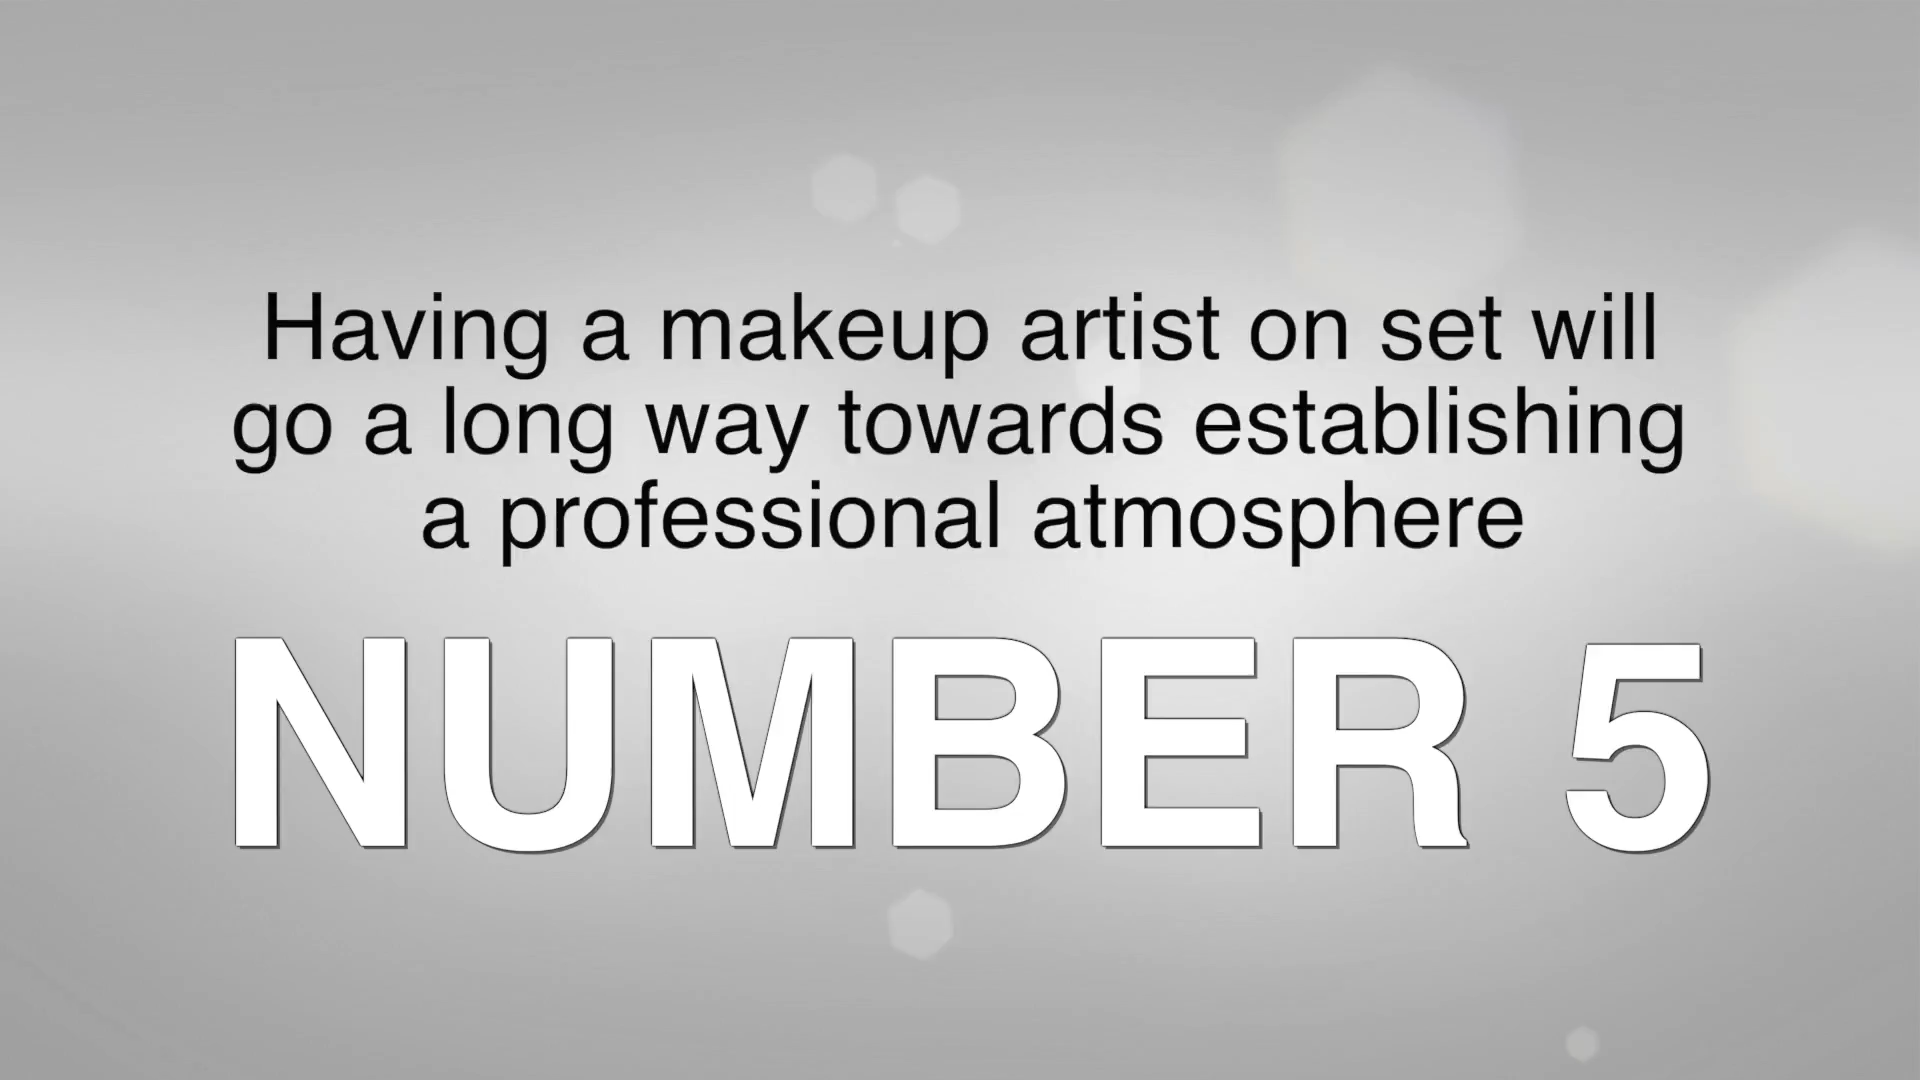 Having a makeup artist on set will
go a long way towards establishing
a professional atmosphere
NUMBER 5